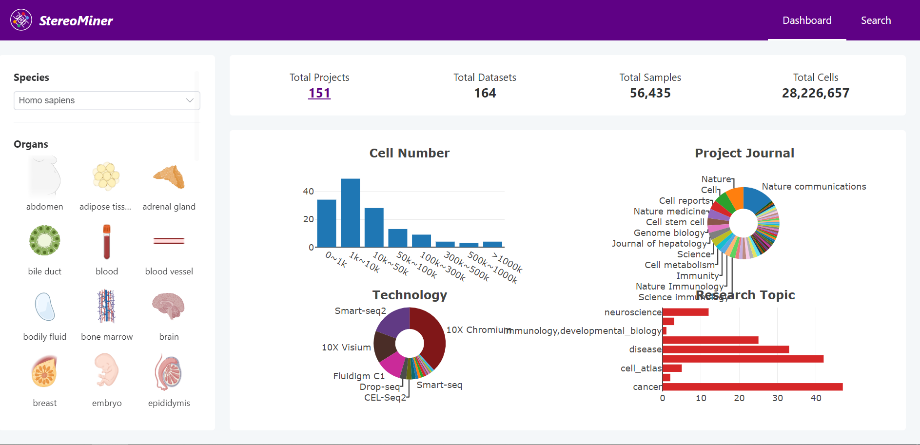 StereoMiner
Dashboard
Search
Species
Homo sapiens
Organs
abdomen
adipose tiss...
adrenal gland
bile duct
blood
blood vessel
bodily fluid
bone marrow
brain
breast
embryo
epididymis
Total Projects
151
Total Datasets
164
Total Samples
56,435
Total Cells
28,226,657
Cell Number
40
20
0
0~1k
1k~10k
10k~50k
50k~100k
100k~300k
300k~500k
500k~1000k
>1000k
Project Journal
Nature
Cell
Cell reports
Nature medicine
Cell stem cell
Genome biology
Journal of hepatology
Science
Cell metabolism
Immunity
Nature Immunology
Science immunology
Nature communications
Technology
Smart-seq2
10X Visium
Fluidigm C1
Drop-seq
CEL-Seq2
Smart-seq
10X Chromium
Research Topic
neuroscience
immunology,developmental_biology
disease
cell_atlas
cancer
0
10
20
30
40